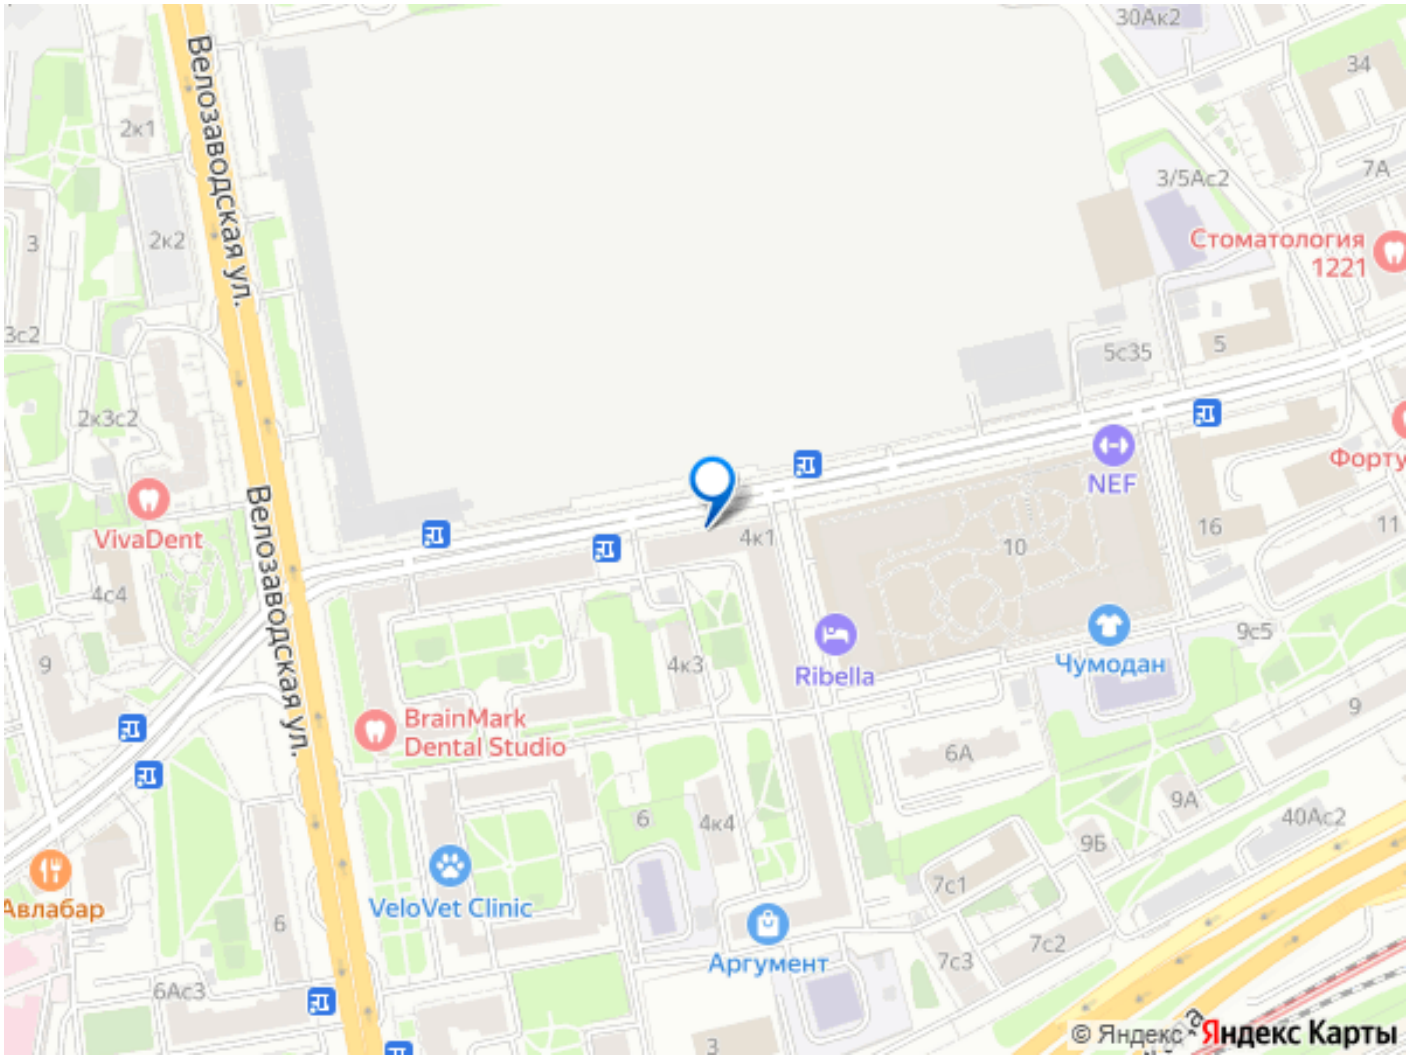 30Ак2
34
Велозаводская ул.
2к1
7А
3/5Ас2
3
2к2
Стоматология
1221
3с2
5с35
5
2к3с2
NEF
Форту
VivaDent
Велозаводская ул.
4к1
10
16
11
4с4
9с5
9
4к3
Ribella
Чумодан
BrainMark
Dental Studio
9
6А
9А
6
4к4
40Ас2
9Б
7с1
Авлабар
VeloVet Clinic
6
Аргумент
7с2
7с3
6Ас3
3
© Яндекс
Яндекс Карты